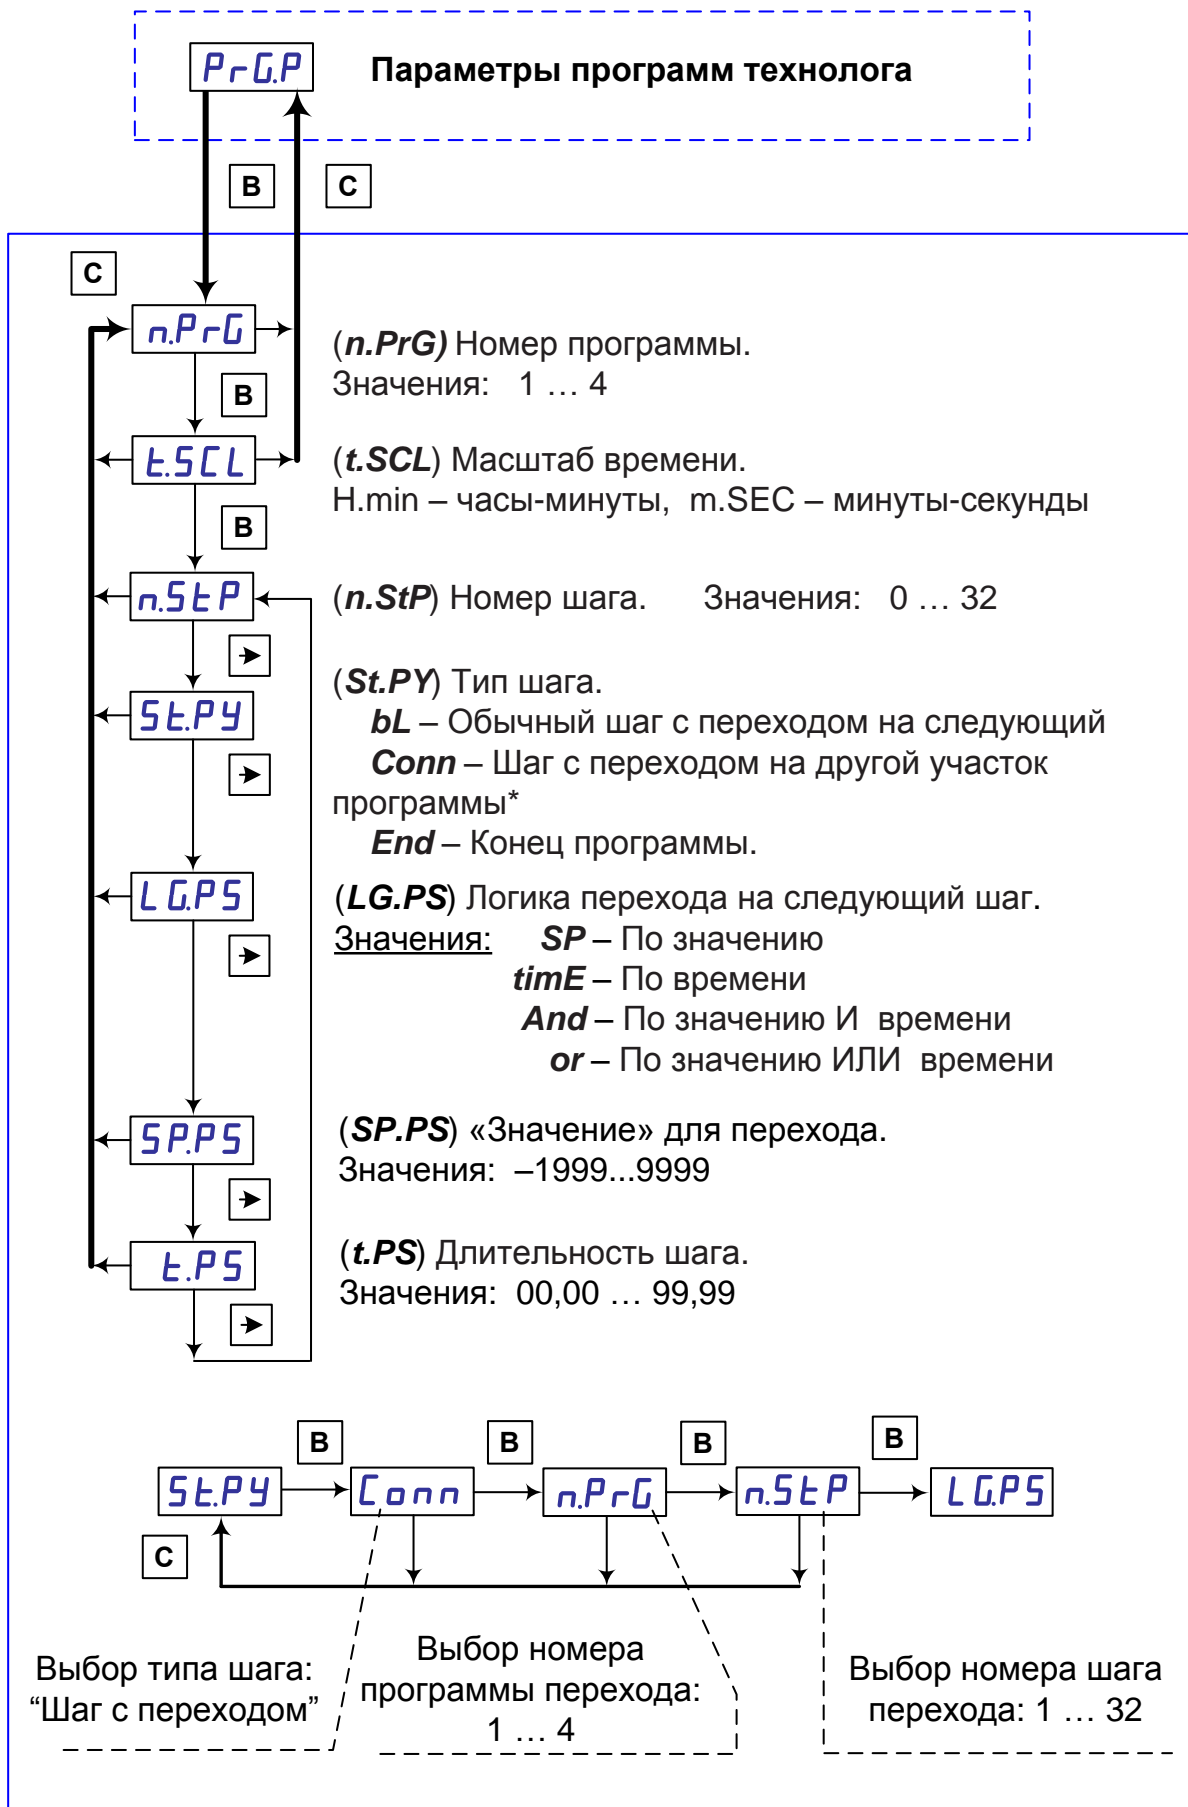 PrG.P
Параметры программ технолога
B
C
C
n.PrG
(n.PrG) Номер программы.
Значения: 1 … 4
B
t.SCL
(t.SCL) Масштаб времени.
H.min – часы-минуты, m.SEC – минуты-секунды
B
n.StP
(n.StP) Номер шага. Значения: 0 … 32
St.PY
(St.PY) Тип шага.
bL – Обычный шаг с переходом на следующий
Conn – Шаг с переходом на другой участок
программы*
End – Конец программы.
LG.PS
(LG.PS) Логика перехода на следующий шаг.
Значения: SP – По значению
timE – По времени
And – По значению И времени
or – По значению ИЛИ времени
SP.PS
(SP.PS) «Значение» для перехода.
Значения: –1999...9999
t.PS
(t.PS) Длительность шага.
Значения: 00,00 … 99,99
B
B
B
B
St.PY
Conn
n.PrG
n.StP
LG.PS
C
Выбор типа шага:
“Шаг с переходом”
Выбор номера
программы перехода:
1 … 4
Выбор номера шага
перехода: 1 … 32